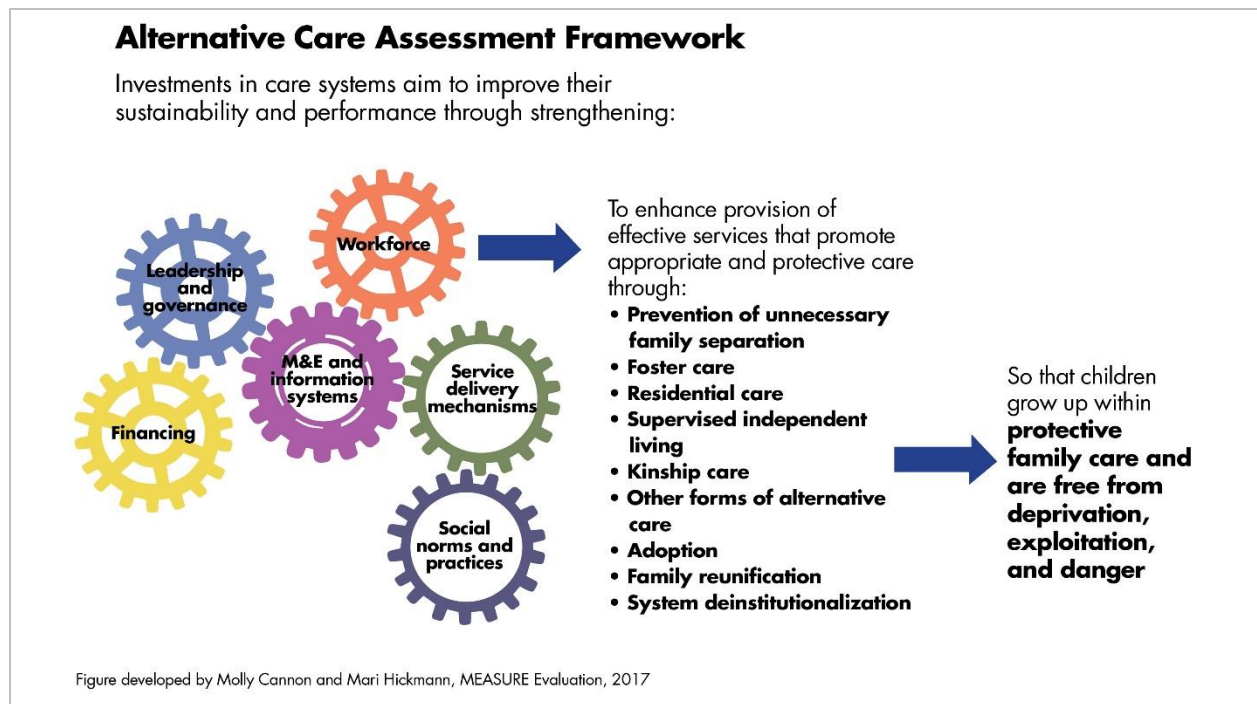 Alternative Care Assessment Framework
Investments in care systems aim to improve their
sustainability and performance through strengthening:
Workforce
Leadership
and
governance
M&E and
information
systems
Service
delivery
mechanisms
Financing
Social
norms and
practices
To enhance provision of
effective services that promote
appropriate and protective care
through:
• Prevention of unnecessary
family separation
• Foster care
• Residential care
• Supervised independent
living
• Kinship care
• Other forms of alternative
care
• Adoption
• Family reunification
• System deinstitutionalization
So that children
grow up within
protective
family care and
are free from
deprivation,
exploitation,
and danger
Figure developed by Molly Cannon and Mari Hickmann, MEASURE Evaluation, 2017